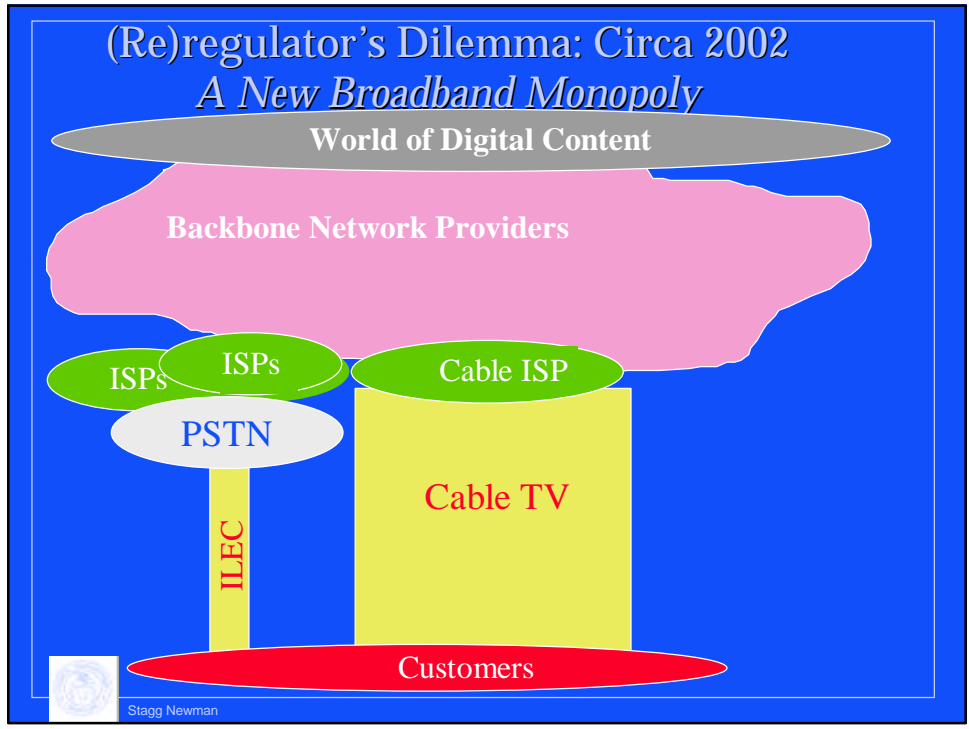 (Re)regulator's Dilemma: Circa 2002
A New Broadband Monopoly
World of Digital Content
Backbone Network Providers
ISPs
ISPs
Cable ISP
PSTN
Cable TV
ILEC
Customers
Stagg Newman